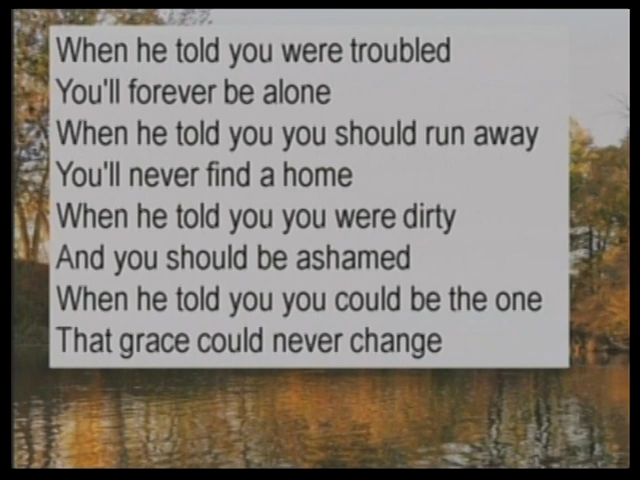 When he told you were troubled
You'll forever be alone
When he told you you should run away
You'll never find a home
When he told you you were dirty
And you should be ashamed
When he told you you could be the one
That grace could never change